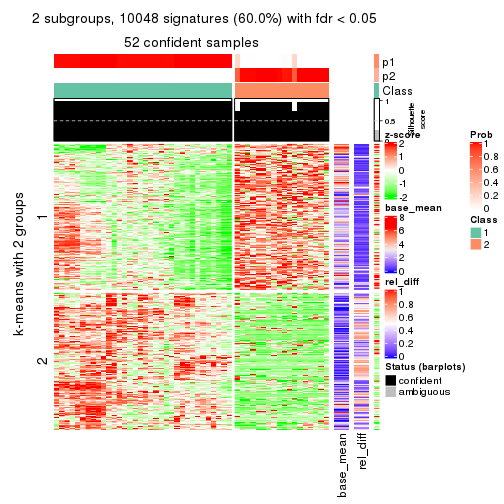 2 subgroups, 10048 signatures (60.0%) with fdr < 0.05
52 confident samples
p1
p2
Class
1
0.5
0
Silhouette
score
k-means with 2 groups
1
2
base_mean
rel_diff
z-score
2
1
0
-1
-2
base_mean
8
6
4
2
0
rel_diff
1
0.8
0.6
0.4
0.2
0
Status (barplots)
confident
ambiguous
Prob
1
0.8
0.6
0.4
0.2
0
Class
1
2